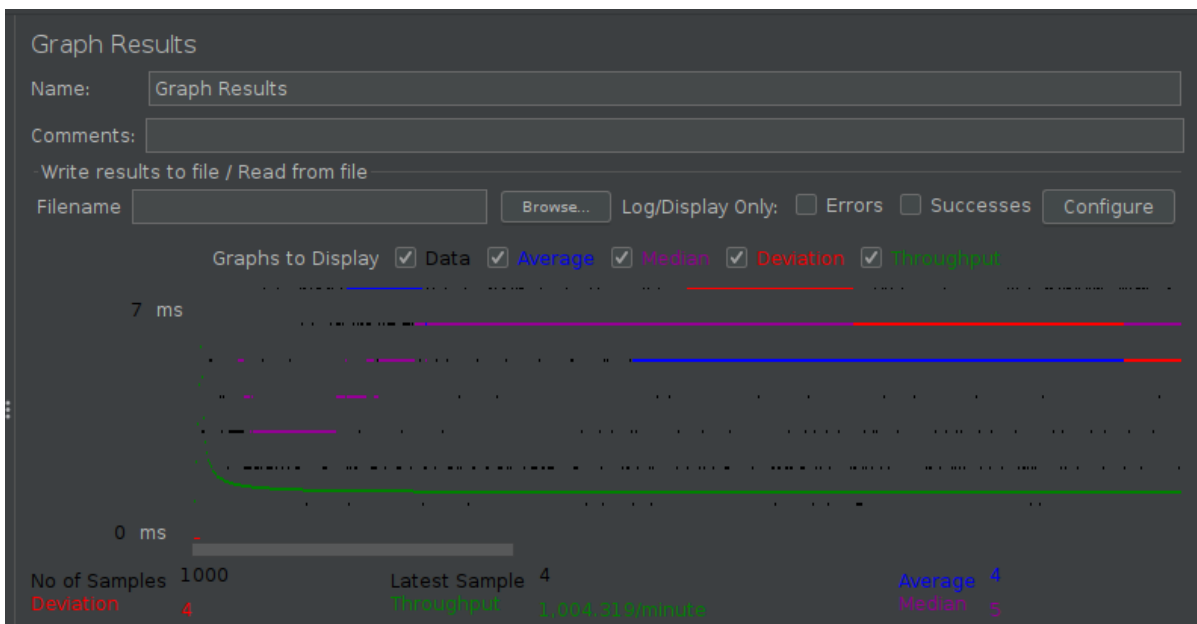 Graph Results
Name: Graph Results
Comments:
Write results to file / Read from file
Filename Browse... Log/Display Only: Errors Successes Configure
Graphs to Display Data Average Median Deviation Throughput
7 ms
0 ms
No of Samples 1000 Latest Sample 4 Average 4
Deviation 4 Throughput 1,004.319/minute Median 5